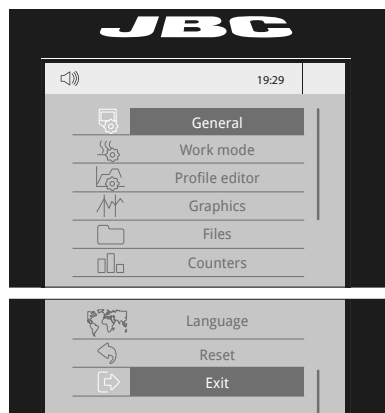 JBC
19:29
General
Work mode
Profile editor
Graphics
Files
Counters
Language
Reset
Exit